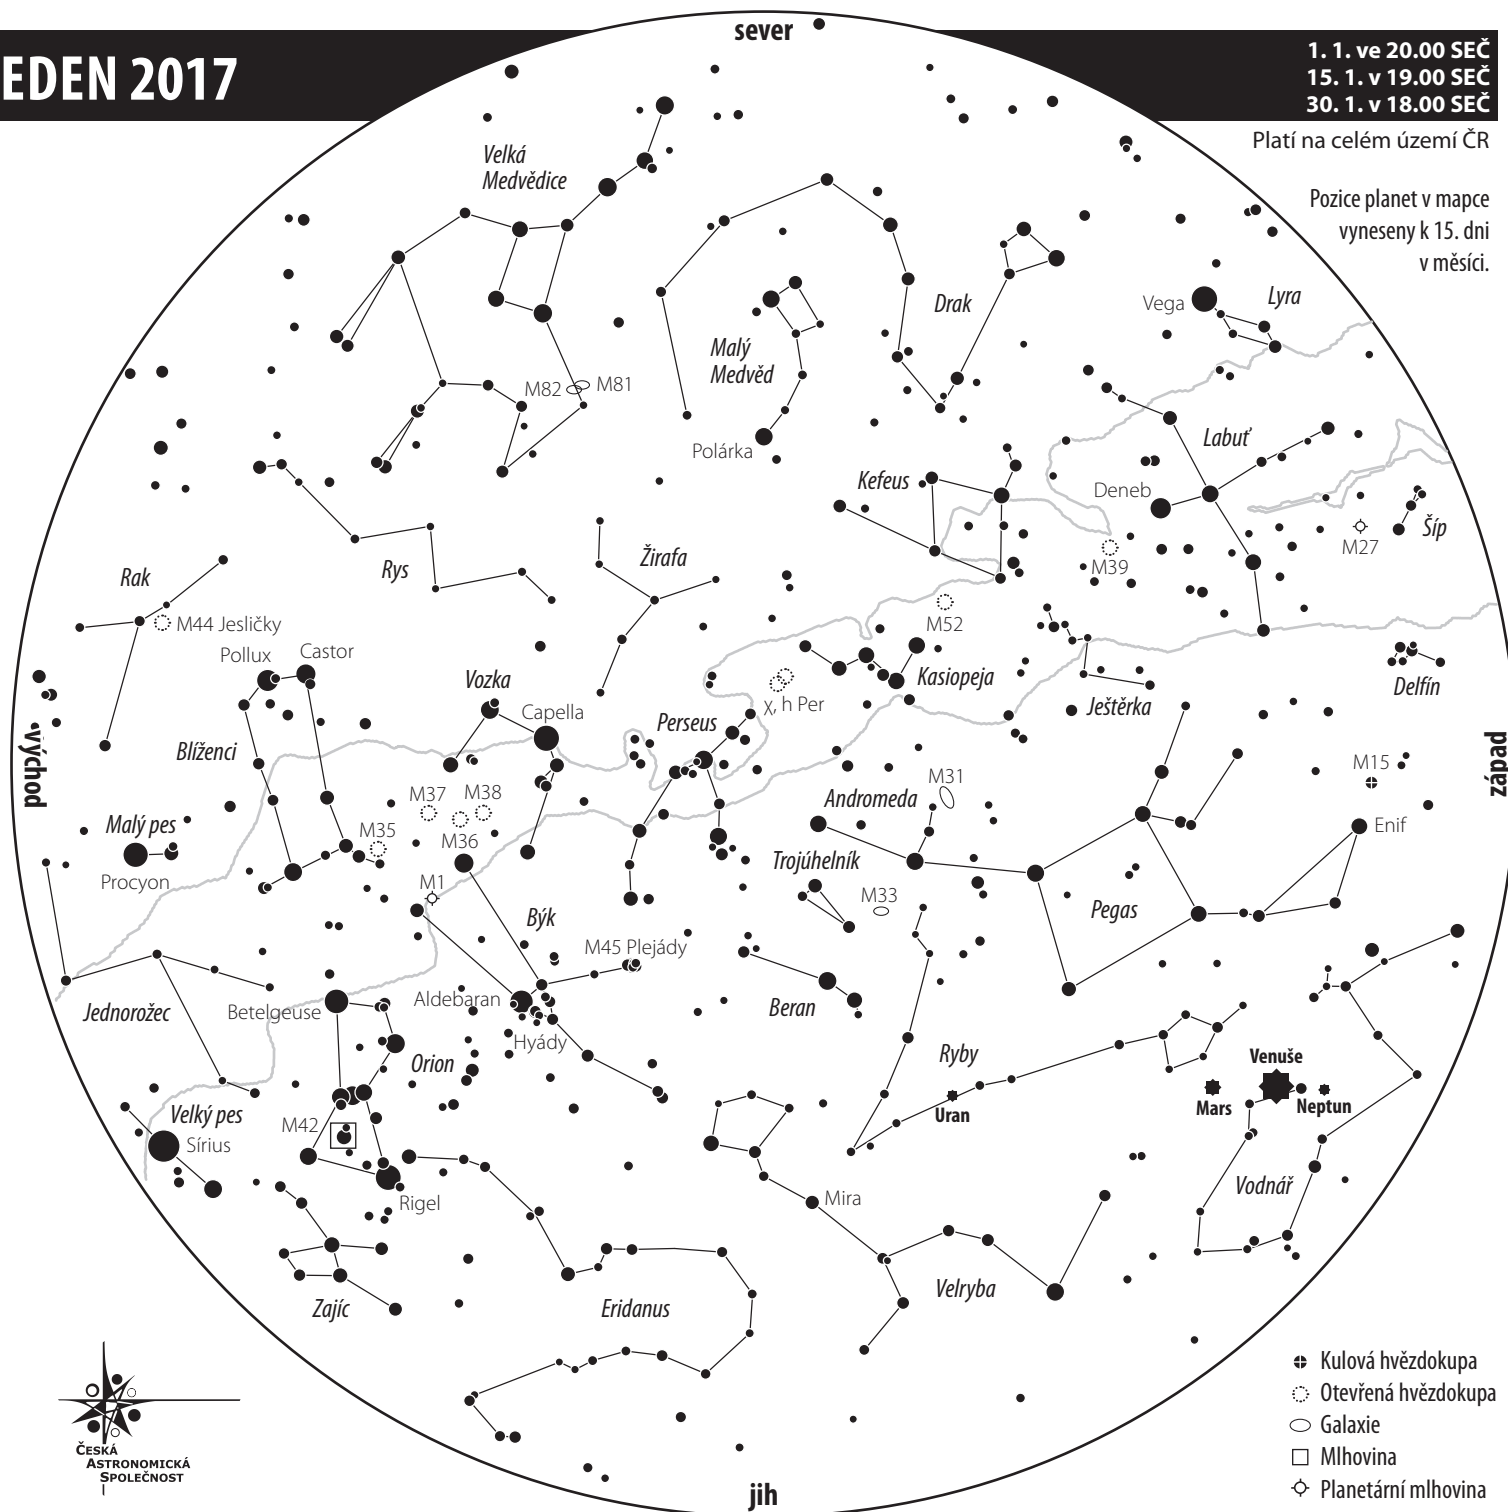 sever
EDEN 2017
1. 1. ve 20.00 SEČ
15. 1. v 19.00 SEČ
30. 1. v 18.00 SEČ
Platí na celém území ČR
Pozice planet v mapce
vyneseny k 15. dni
v měsíci.
Velká
Medvědice
Drak
Vega
Lyra
Malý
Medvěd
M82
M81
Polárka
Labuť
Kefeus
Deneb
Šíp
M27
M39
Rak
Rys
Žirafa
M44 Jesličky
M52
Pollux
Castor
Kasiopeja
Delfín
Vozka
Capella
Perseus
χ, h Per
Ještěrka
východ
Blíženci
západ
M15
M31
M37
M38
Andromeda
Malý pes
M35
M36
Enif
Procyon
Trojúhelník
M1
M33
Býk
Pegas
M45 Plejády
Jednorožec
Betelgeuse
Aldebaran
Beran
Hyády
Orion
Ryby
Venuše
Velký pes
M42
Uran
Mars
Neptun
Sírius
Rigel
Mira
Vodnář
Zajíc
Eridanus
Velryba
ČESKÁ
ASTRONOMICKÁ
SPOLEČNOST
Kulová hvězdokupa
Otevřená hvězdokupa
Galaxie
Mlhovina
Planetární mlhovina
jih